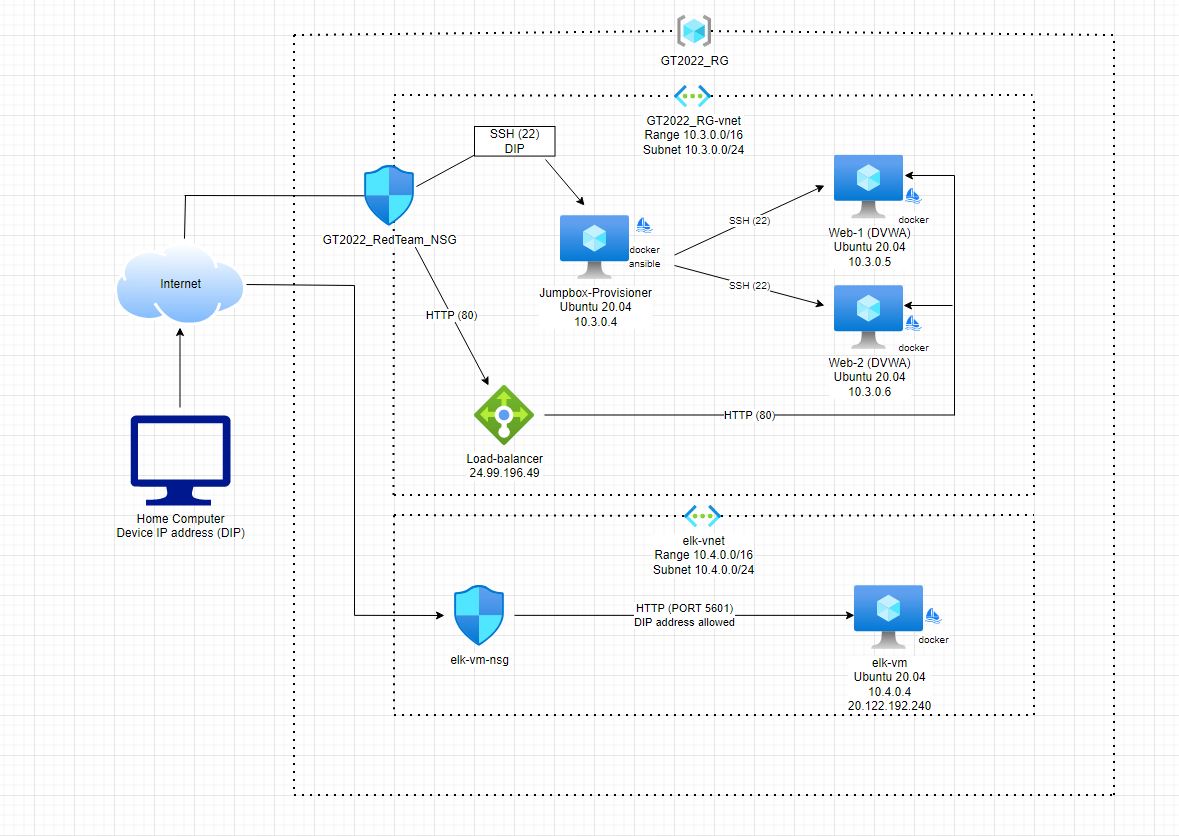 GT2022_RG
GT2022_RG-vnet
Range 10.3.0.0/16
Subnet 10.3.0.0/24
SSH (22)
DIP
GT2022_RedTeam_NSG
docker
ansible
Jumpbox-Provisioner
Ubuntu 20.04
10.3.0.4
SSH (22)
SSH (22)
docker
Web-1 (DVWA)
Ubuntu 20.04
10.3.0.5
docker
Web-2 (DVWA)
Ubuntu 20.04
10.3.0.6
Internet
HTTP (80)
HTTP (80)
Load-balancer
24.99.196.49
Home Computer
Device IP address (DIP)
elk-vnet
Range 10.4.0.0/16
Subnet 10.4.0.0/24
elk-vm-nsg
HTTP (PORT 5601)
DIP address allowed
docker
elk-vm
Ubuntu 20.04
10.4.0.4
20.122.192.240